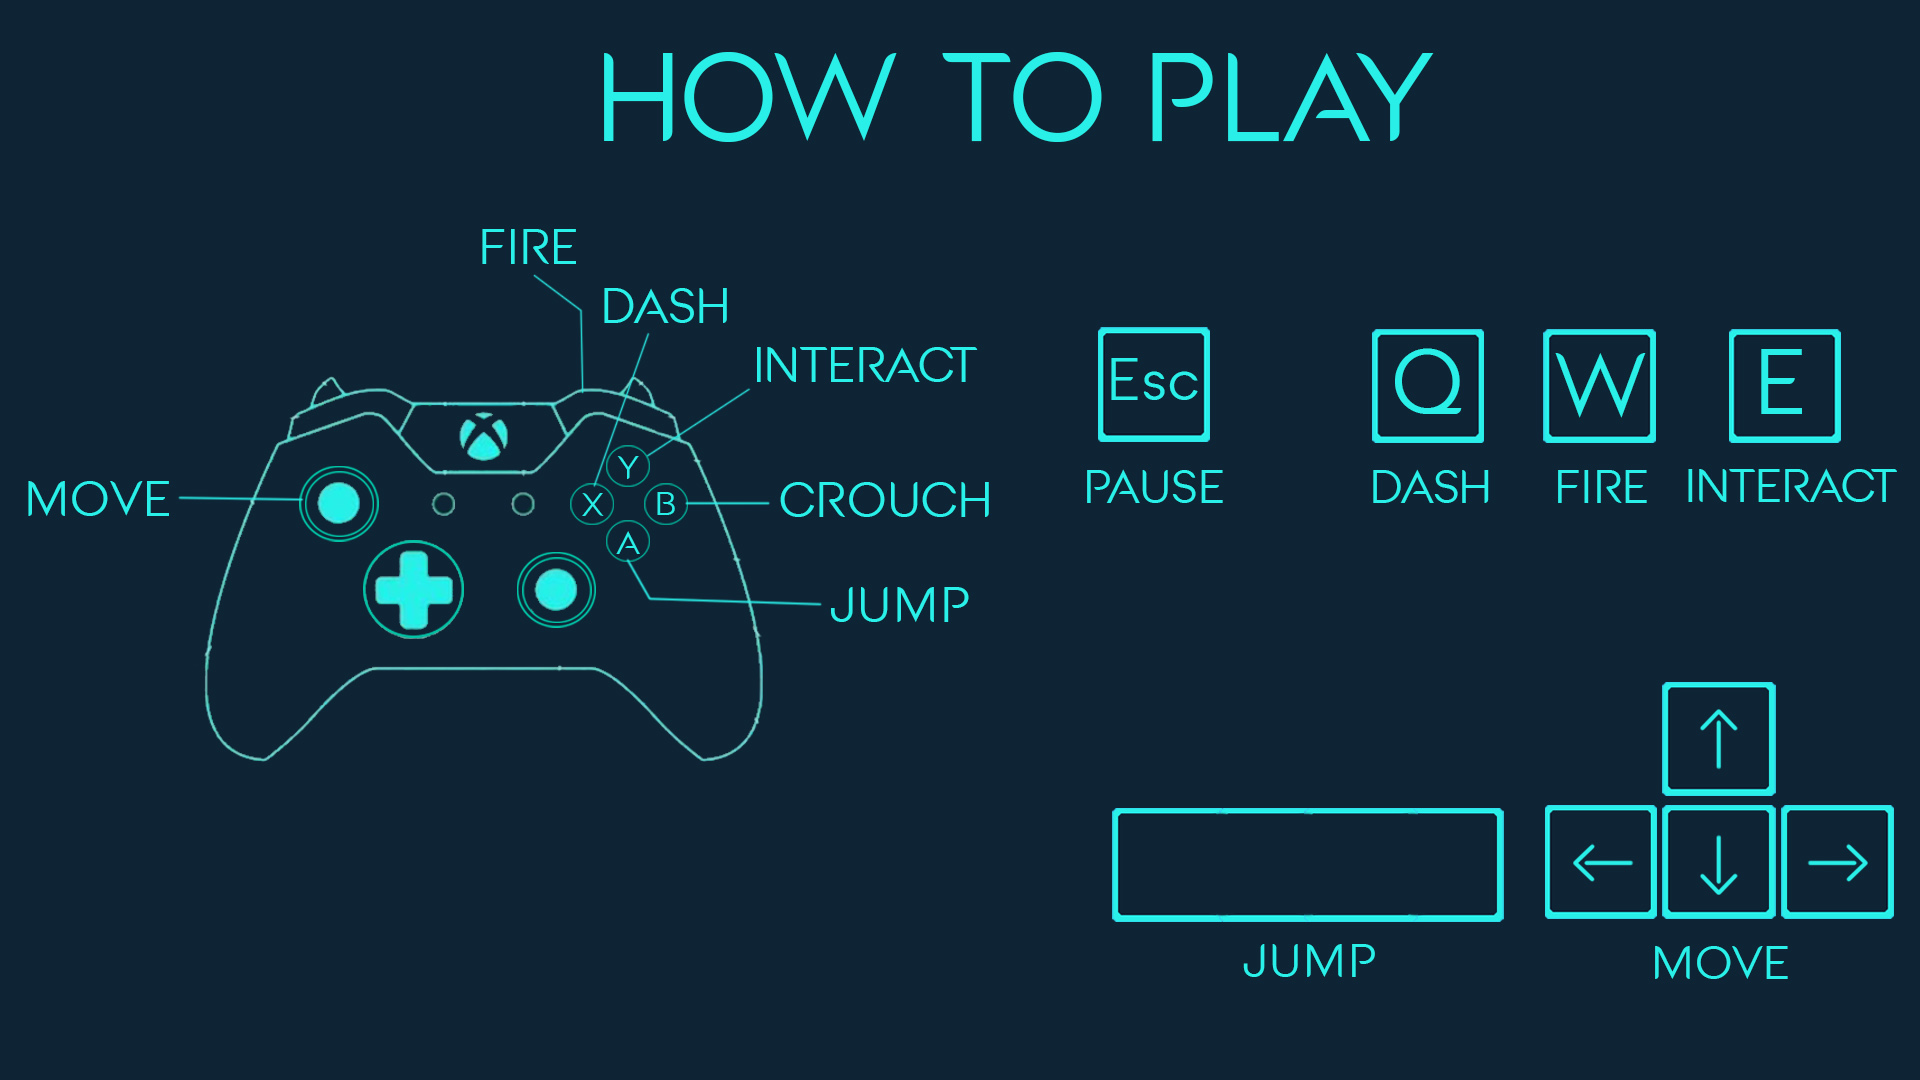 HOW TO PLAY
FIRE
DASH
INTERACT
MOVE
Y
X
B
A
CROUCH
JUMP
Esc
Q
W
E
PAUSE
DASH
FIRE
INTERACT
JUMP
MOVE